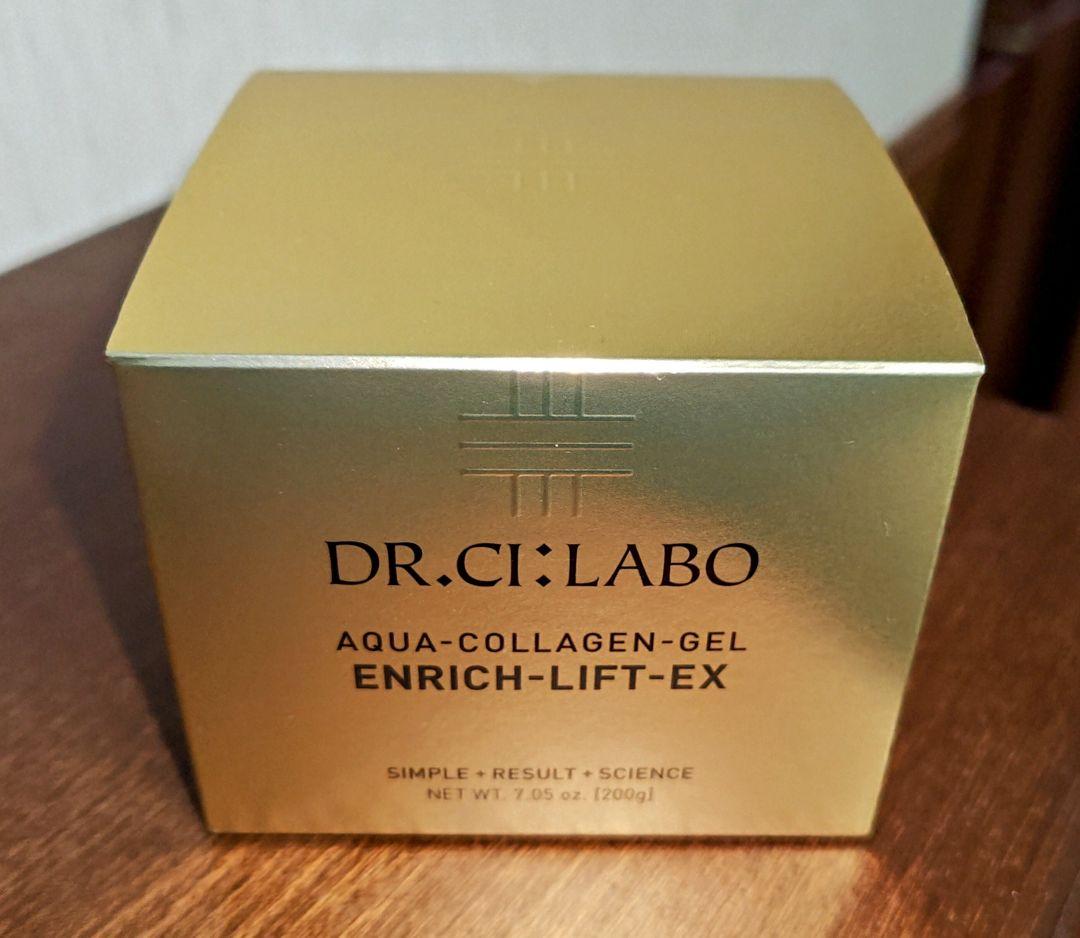 DR.CI:LABO
AQUA-COLLAGEN-GEL
ENRICH-LIFT-EX
SIMPLE + RESULT + SCIENCE
NET WT. 7.05 oz. [200g]